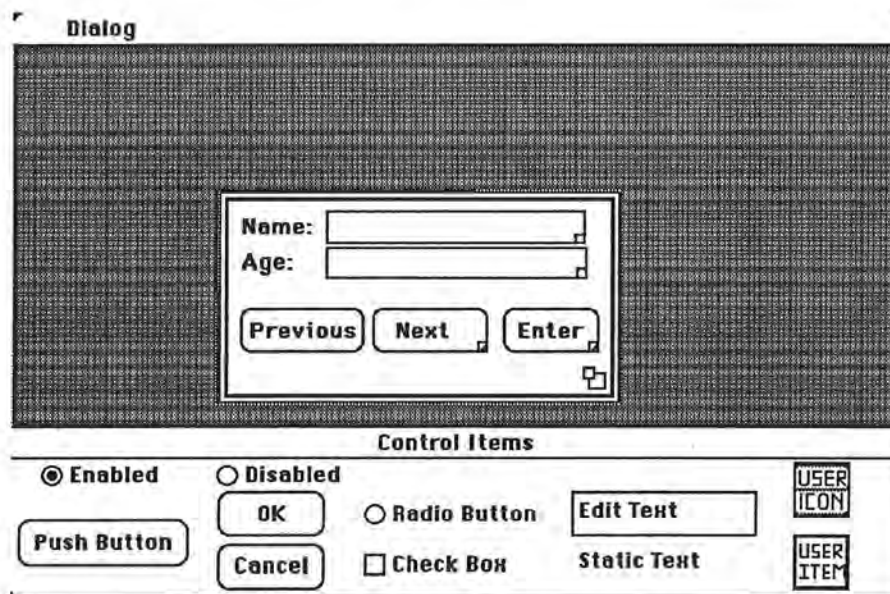 Dialog
Name:
Age:
Previous Next Enter
Control Items
Enabled Disabled
OK Radio Button Edit Text USER ICON
Push Button
Cancel Check Box Static Text USER ITEM